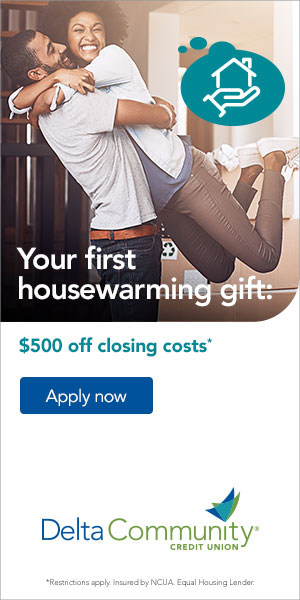 Your first
housewarming gift:
$500 off closing costs*
Apply now
Delta Community®
CREDIT UNION
*Restrictions apply. Insured by NCUA. Equal Housing Lender.